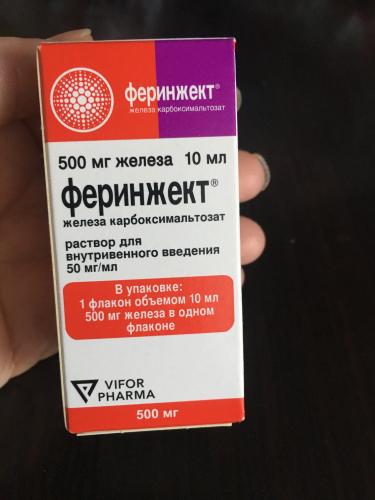 феринжект®
железа карбоксимальтозат
500 мг железа 10 мл
феринжект®
железа карбоксимальтозат
раствор для
внутривенного введения
50 мг/мл
В упаковке:
1 флакон объемом 10 мл
500 мг железа в одном
флаконе
VIFOR
PHARMA
500 мг